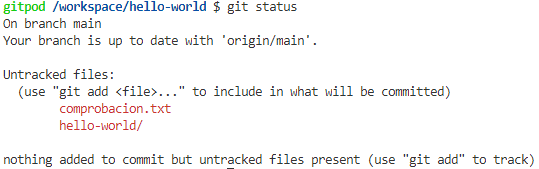 gitpod /workspace/hello-world $ git status
On branch main
Your branch is up to date with 'origin/main'.
Untracked files:
(use "git add <file>..." to include in what will be committed)
comprobacion.txt
hello-world/
nothing added to commit but untracked files present (use "git add" to track)